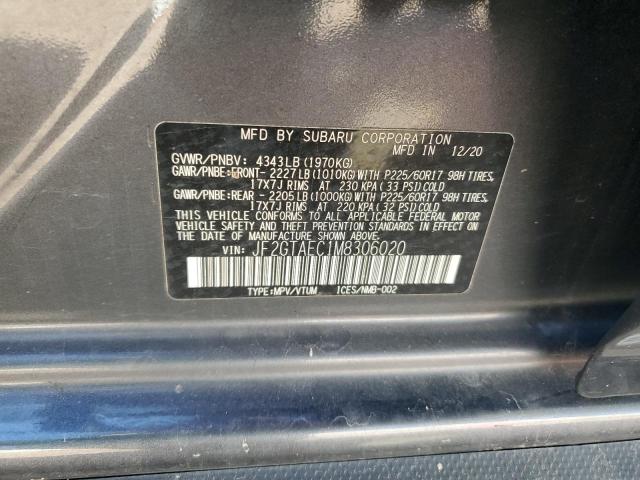 MFD BY SUBARU CORPORATION
MFD IN 12/20
GVWR/PNBV: 4343LB(1970KG)
GAWR/PNBE:FRONT- 2227LB(1010KG) WITH P225/60R17 98H TIRES,
17X7J RIMS AT 230 KPA(33 PSI)COLD
GAWR/PNBE:REAR - 2205LB(1000KG) WITH P225/60R17 98H TIRES,
17X7J RIMS AT 220 KPA(32 PSI)COLD
THIS VEHICLE CONFORMS TO ALL APPLICABLE FEDERAL MOTOR
VEHICLE SAFETY AND THEFT PREVENTION STANDARDS
IN EFFECT ON THE DATE OF MANUFACTURE SHOWN ABOVE.
VIN: JF2GTAEC1M8306020
TYPE:MPV/VTUM ICES/NMB-002